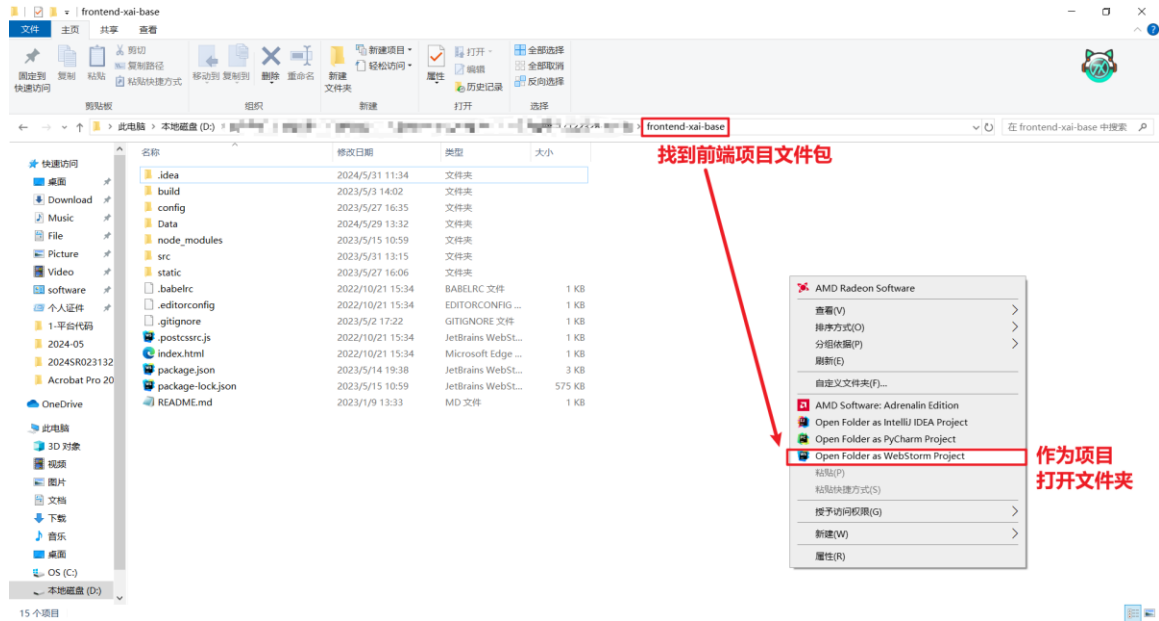 frontend-xai-base
文件 主页 共享 查看
固定到快速访问 复制 粘贴 剪切 复制路径 粘贴快捷方式 移动到 复制到 删除 重命名 新建文件夹 新建项目 轻松访问 属性 打开 编辑 历史记录 全部选择 全部取消 反向选择
剪贴板 组织 新建 打开 选择
此电脑 本地磁盘 (D:) frontend-xai-base 在 frontend-xai-base 中搜索
找到前端项目文件包
快速访问
桌面
Download
Music
File
Picture
Video
software
个人证件
1-平台代码
2024-05
2024SR023132
Acrobat Pro 20
OneDrive
此电脑
3D 对象
视频
图片
文档
下载
音乐
桌面
OS (C:)
本地磁盘 (D:)
名称 修改日期 类型 大小
.idea 2024/5/31 11:34 文件夹
build 2023/5/3 14:02 文件夹
config 2023/5/27 16:35 文件夹
Data 2024/5/29 13:32 文件夹
node_modules 2023/5/15 10:59 文件夹
src 2023/5/31 13:15 文件夹
static 2023/5/27 16:06 文件夹
.babelrc 2022/10/21 15:34 BABELRC 文件 1 KB
.editorconfig 2022/10/21 15:34 EDITORCONFIG ... 1 KB
.gitignore 2023/5/2 17:22 GITIGNORE 文件 1 KB
.postcssrc.js 2022/10/21 15:34 JetBrains WebSt... 1 KB
index.html 2022/10/21 15:34 Microsoft Edge ... 1 KB
package.json 2023/5/14 19:38 JetBrains WebSt... 3 KB
package-lock.json 2023/5/15 10:59 JetBrains WebSt... 575 KB
README.md 2023/1/9 13:33 MD 文件 1 KB
AMD Radeon Software
查看(V)
排序方式(O)
分组依据(P)
刷新(E)
自定义文件夹(F)...
AMD Software: Adrenalin Edition
Open Folder as IntelliJ IDEA Project
Open Folder as PyCharm Project
Open Folder as WebStorm Project
粘贴(P)
粘贴快捷方式(S)
授予访问权限(G)
新建(W)
属性(R)
作为项目
打开文件夹
15 个项目